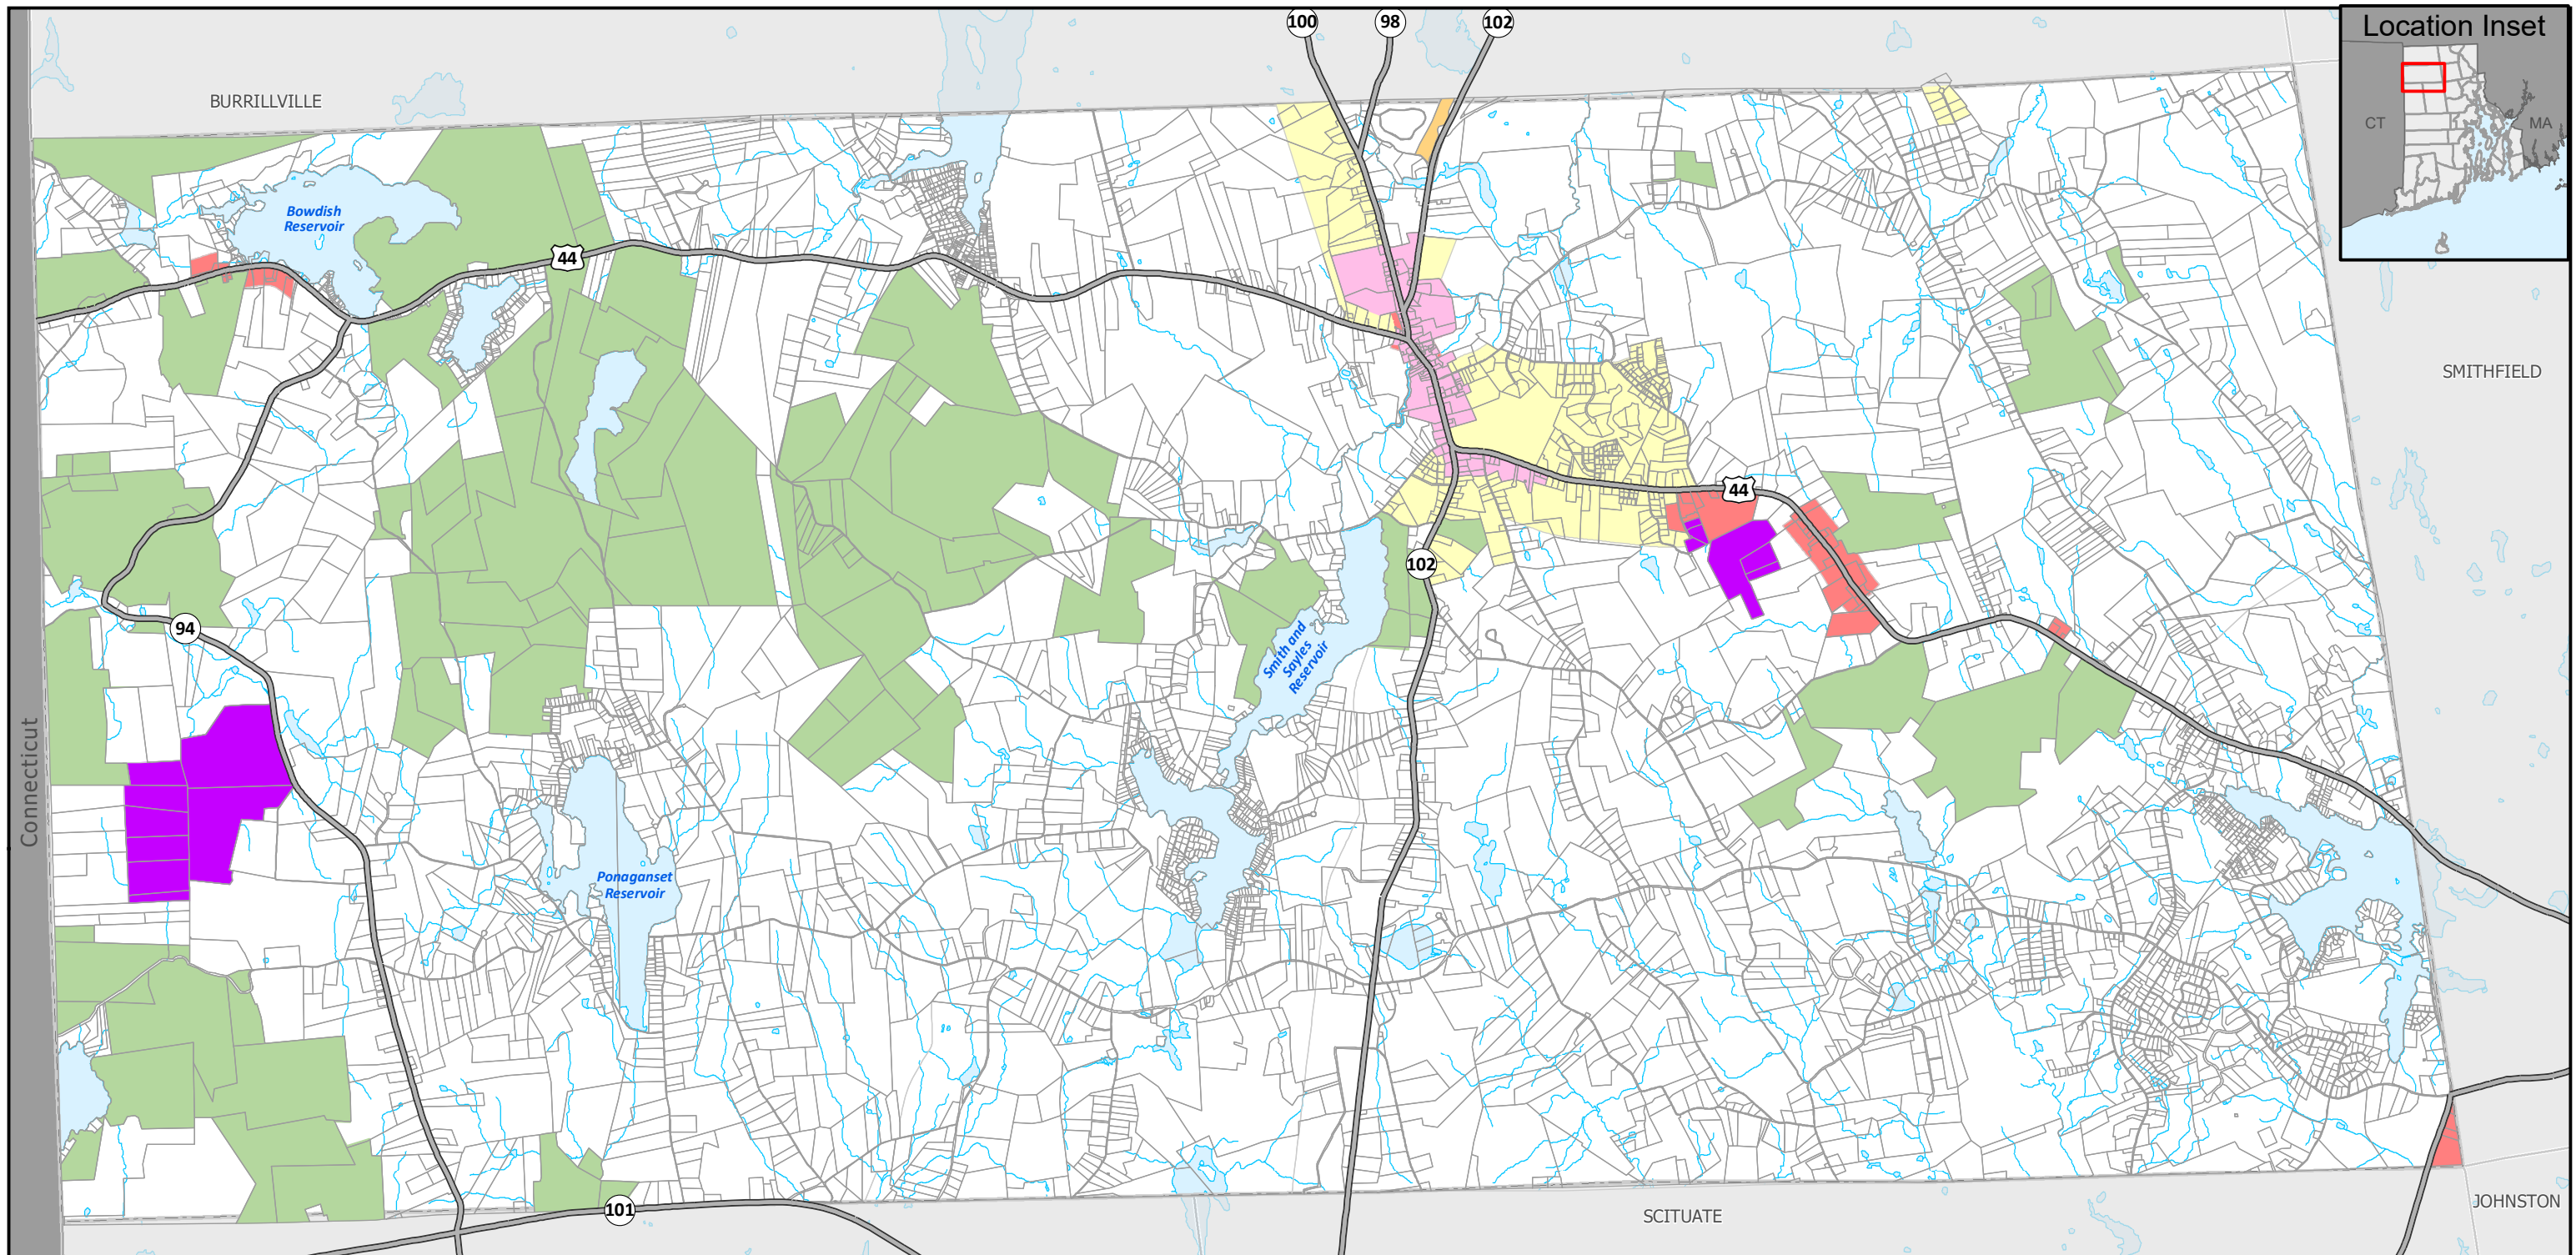 100
98
102
Location Inset
CT
MA
BURRILLVILLE
Bowdish
Reservoir
44
SMITHFIELD
44
102
94
Smith and
Sayles
Reservoir
Connecticut
Ponaganset
Reservoir
101
SCITUATE
JOHNSTON